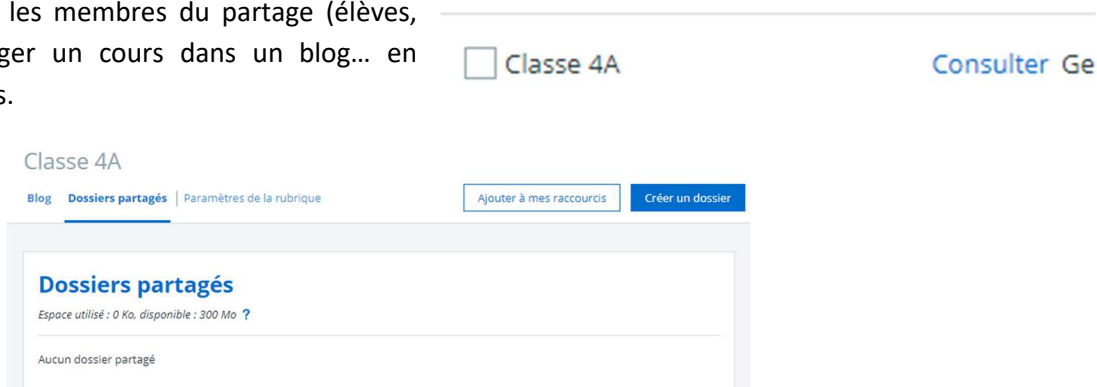 les membres du partage (élèves,
ger un cours dans un blog… en
s.
Classe 4A
Consulter Ge
Classe 4A
Blog Dossiers partagés Paramètres de la rubrique
Ajouter à mes raccourcis
Créer un dossier
Dossiers partagés
Espace utilisé : 0 Ko, disponible : 300 Mo ?
Aucun dossier partagé